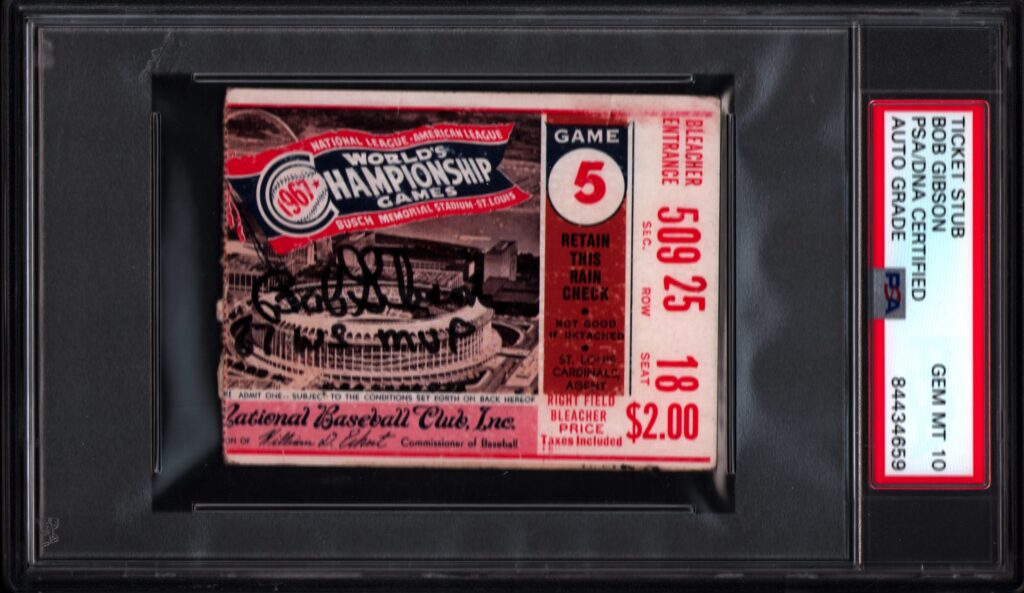 NATIONAL LEAGUE - AMERICAN LEAGUE
WORLD'S
CHAMPIONSHIP
GAMES
1967
BUSCH MEMORIAL STADIUM - ST. LOUIS
Bob Gibson
67 WS MVP
ADMIT ONE - SUBJECT TO THE CONDITIONS SET FORTH ON BACK HEREOF
National Baseball Club, Inc.
ON OF William D. Eckert Commissioner of Baseball
GAME
5
RETAIN
THIS
RAIN
CHECK
NOT GOOD
IF DETACHED
ST. LOUIS
CARDINALS,
AGENT
RIGHT FIELD
BLEACHER
PRICE
Taxes Included
$2.00
BLEACHER
ENTRANCE
509 25 18
SEC. ROW SEAT
TICKET STUB
BOB GIBSON
PSA/DNA CERTIFIED GEM MT 10
AUTO GRADE 84434659
PSA